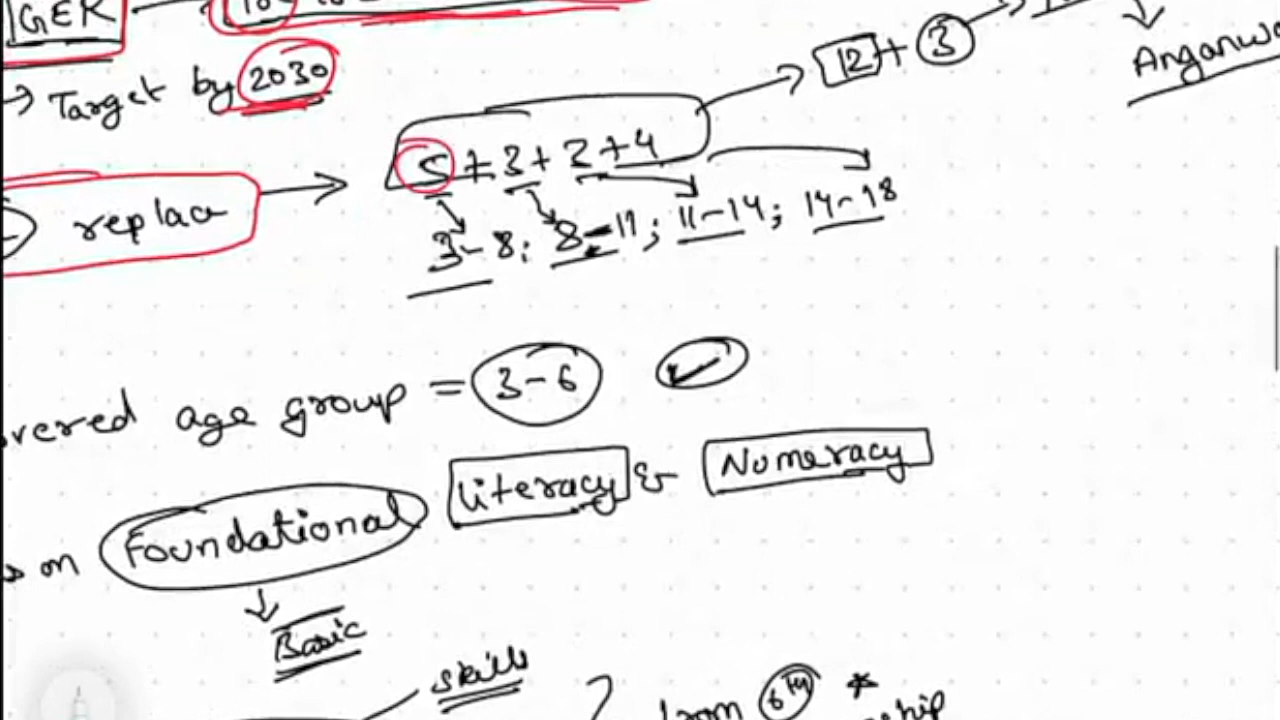 GER
→ Target by 2030
12 + 3
Anganwa
5 + 3 + 2 + 4
replace
3-8; 8-11; 11-14; 14-18
vered age group = 3-6
s on Foundational literacy & Numeracy
Basic
skills
from 6th *
ship